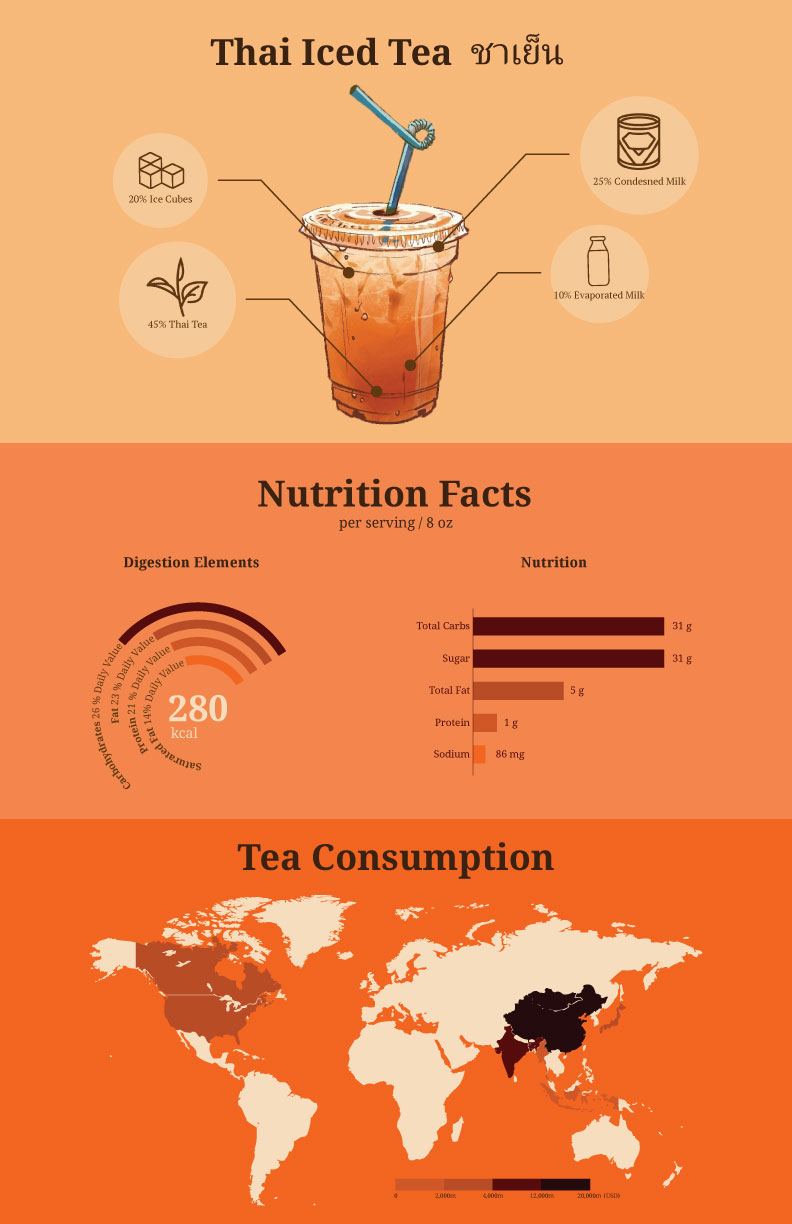 Thai Iced Tea ชาเย็น
20% Ice Cubes
25% Condesned Milk
45% Thai Tea
10% Evaporated Milk
Nutrition Facts
per serving / 8 oz
Digestion Elements
Carbohydrates 26 % Daily Value
Fat 23 % Daily Value
Protein 21 % Daily Value
Saturated Fat 14% Daily Value
280
kcal
Nutrition
Total Carbs 31 g
Sugar 31 g
Total Fat 5 g
Protein 1 g
Sodium 86 mg
Tea Consumption
0 2,000m 4,000m 12,000m 20,000m (USD)